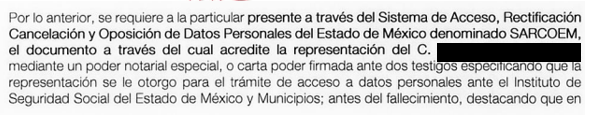 Por lo anterior, se requiere a la particular presente a través del Sistema de Acceso, Rectificación
Cancelación y Oposición de Datos Personales del Estado de México denominado SARCOEM,
el documento a través del cual acredite la representación del C.
mediante un poder notarial especial, o carta poder firmada ante dos testigos especificando que la
representación se le otorgo para el trámite de acceso a datos personales ante el Instituto de
Seguridad Social del Estado de México y Municipios; antes del fallecimiento, destacando que en